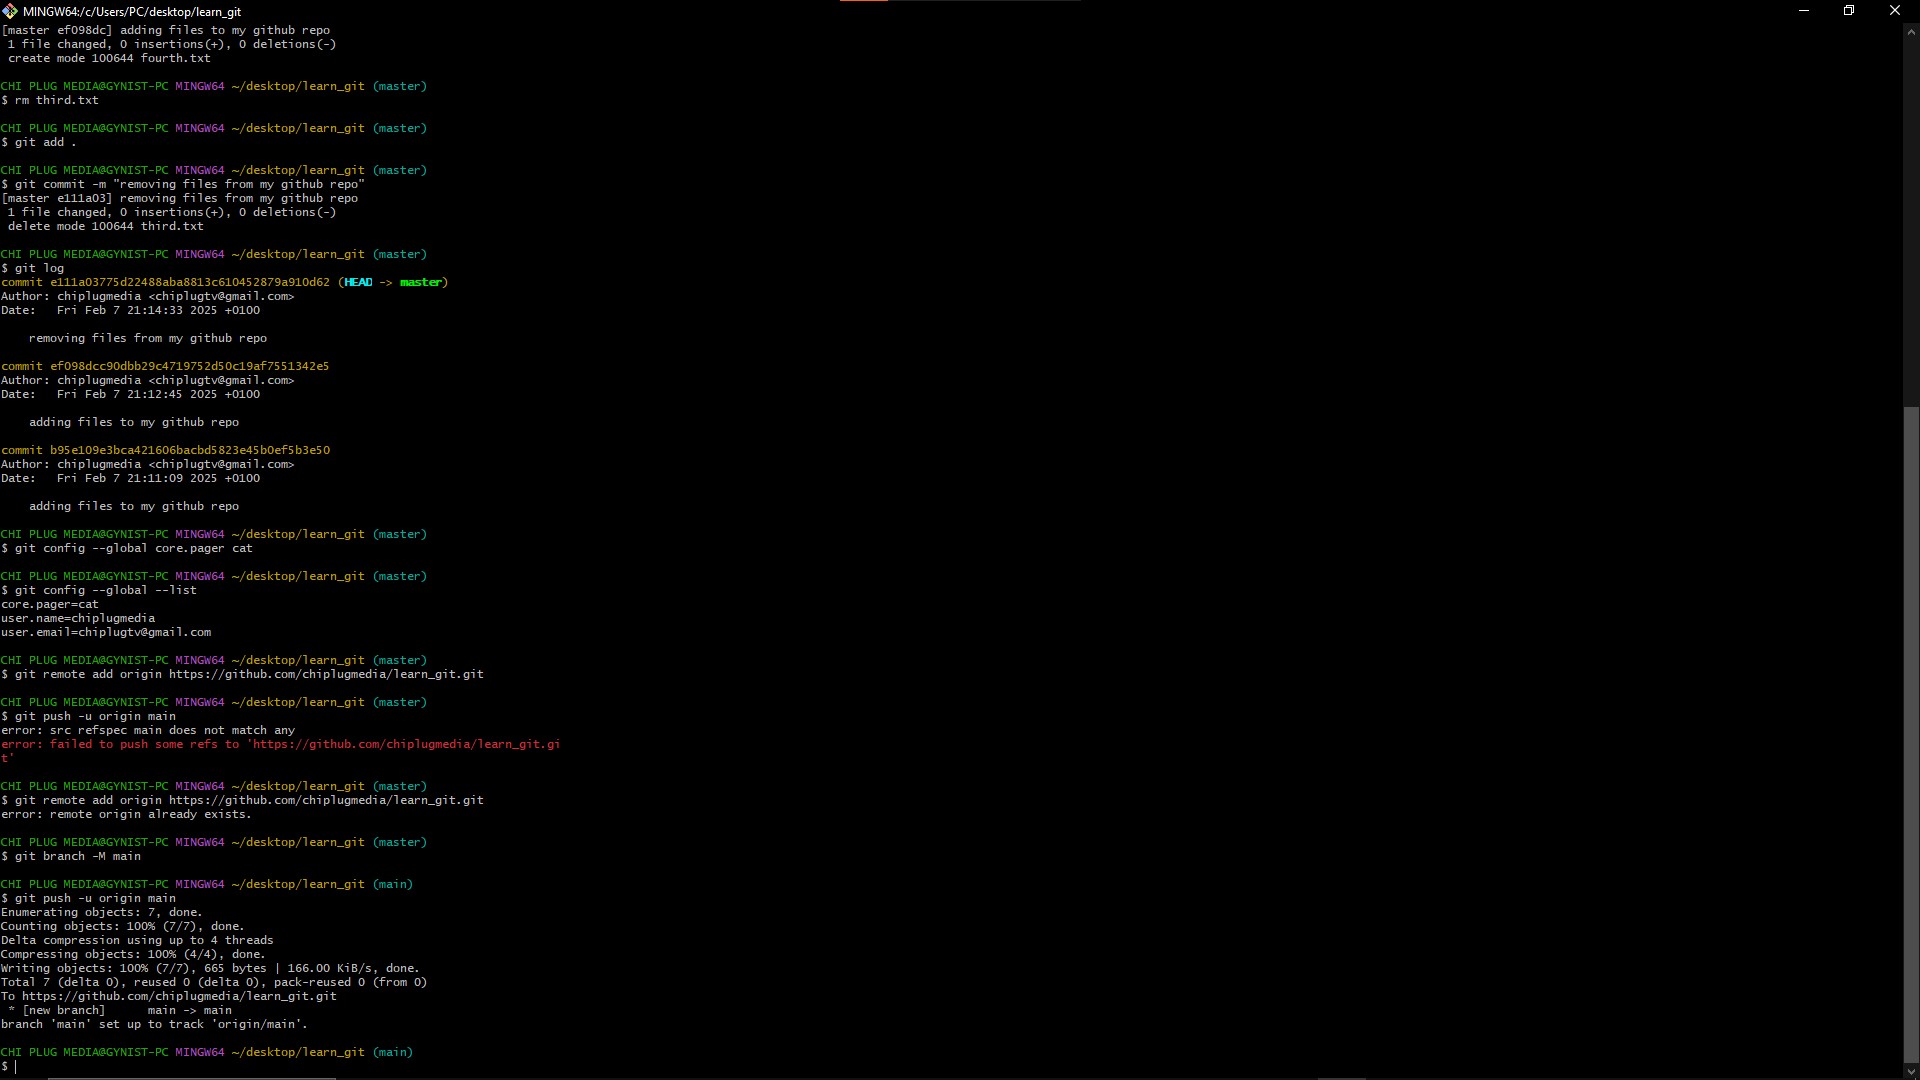 MINGW64:/c/Users/PC/desktop/learn_git
[master ef098dc] adding files to my github repo
1 file changed, 0 insertions(+), 0 deletions(-)
create mode 100644 fourth.txt
CHI PLUG MEDIA@GYNIST-PC MINGW64 ~/desktop/learn_git (master)
$ rm third.txt
CHI PLUG MEDIA@GYNIST-PC MINGW64 ~/desktop/learn_git (master)
$ git add .
CHI PLUG MEDIA@GYNIST-PC MINGW64 ~/desktop/learn_git (master)
$ git commit -m "removing files from my github repo"
[master e111a03] removing files from my github repo
1 file changed, 0 insertions(+), 0 deletions(-)
delete mode 100644 third.txt
CHI PLUG MEDIA@GYNIST-PC MINGW64 ~/desktop/learn_git (master)
$ git log
commit e111a03775d22488aba8813c610452879a910d62 (HEAD -> master)
Author: chiplugmedia <chiplugtv@gmail.com>
Date:   Fri Feb 7 21:14:33 2025 +0100
removing files from my github repo
commit ef098dcc90dbb29c4719752d50c19af7551342e5
Author: chiplugmedia <chiplugtv@gmail.com>
Date:   Fri Feb 7 21:12:45 2025 +0100
adding files to my github repo
commit b95e109e3bca421606bacbd5823e45b0ef5b3e50
Author: chiplugmedia <chiplugtv@gmail.com>
Date:   Fri Feb 7 21:11:09 2025 +0100
adding files to my github repo
CHI PLUG MEDIA@GYNIST-PC MINGW64 ~/desktop/learn_git (master)
$ git config --global core.pager cat
CHI PLUG MEDIA@GYNIST-PC MINGW64 ~/desktop/learn_git (master)
$ git config --global --list
core.pager=cat
user.name=chiplugmedia
user.email=chiplugtv@gmail.com
CHI PLUG MEDIA@GYNIST-PC MINGW64 ~/desktop/learn_git (master)
$ git remote add origin https://github.com/chiplugmedia/learn_git.git
CHI PLUG MEDIA@GYNIST-PC MINGW64 ~/desktop/learn_git (master)
$ git push -u origin main
error: src refspec main does not match any
error: failed to push some refs to 'https://github.com/chiplugmedia/learn_git.gi
t'
CHI PLUG MEDIA@GYNIST-PC MINGW64 ~/desktop/learn_git (master)
$ git remote add origin https://github.com/chiplugmedia/learn_git.git
error: remote origin already exists.
CHI PLUG MEDIA@GYNIST-PC MINGW64 ~/desktop/learn_git (master)
$ git branch -M main
CHI PLUG MEDIA@GYNIST-PC MINGW64 ~/desktop/learn_git (main)
$ git push -u origin main
Enumerating objects: 7, done.
Counting objects: 100% (7/7), done.
Delta compression using up to 4 threads
Compressing objects: 100% (4/4), done.
Writing objects: 100% (7/7), 665 bytes | 166.00 KiB/s, done.
Total 7 (delta 0), reused 0 (delta 0), pack-reused 0 (from 0)
To https://github.com/chiplugmedia/learn_git.git
* [new branch]      main -> main
branch 'main' set up to track 'origin/main'.
CHI PLUG MEDIA@GYNIST-PC MINGW64 ~/desktop/learn_git (main)
$